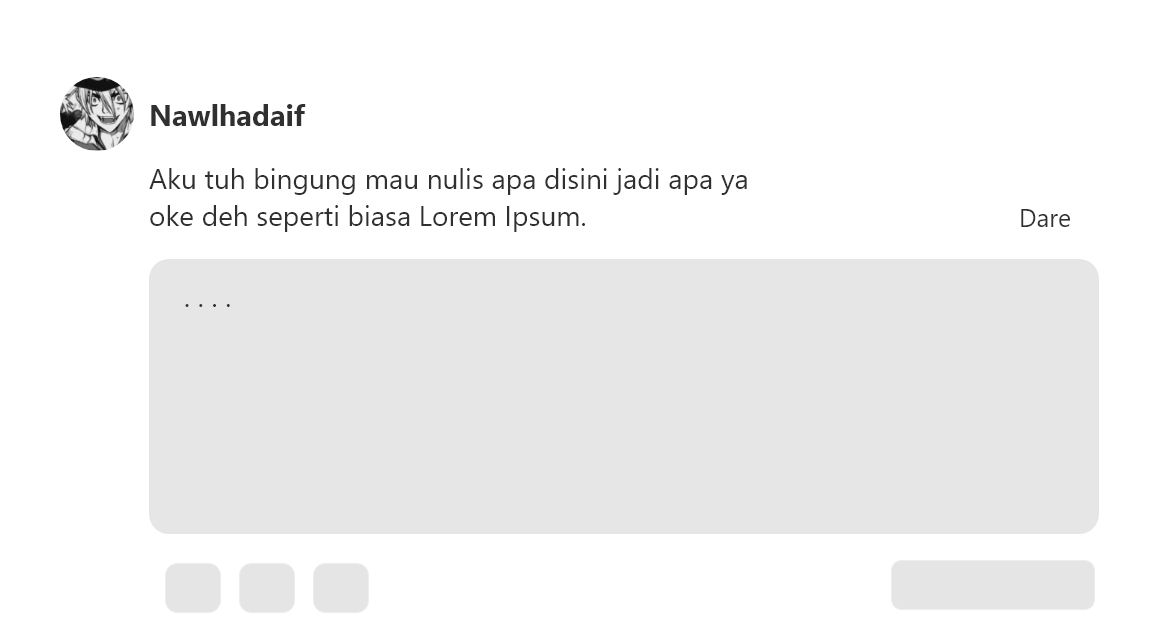 Nawlhadaif
Aku tuh bingung mau nulis apa disini jadi apa ya
oke deh seperti biasa Lorem Ipsum.
Dare
. . . .